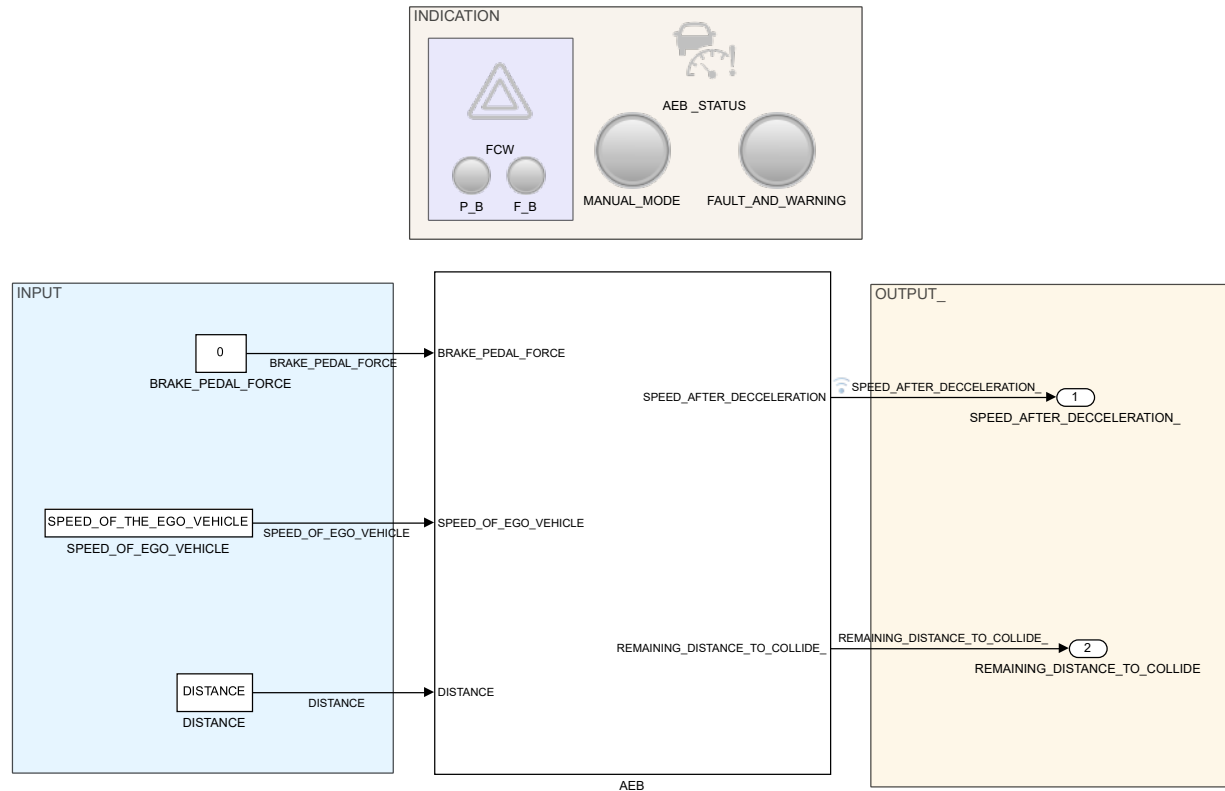 INDICATION
AEB _STATUS
FCW
P_B
F_B
MANUAL_MODE
FAULT_AND_WARNING
INPUT
0
BRAKE_PEDAL_FORCE
BRAKE_PEDAL_FORCE
SPEED_OF_THE_EGO_VEHICLE
SPEED_OF_EGO_VEHICLE
SPEED_OF_EGO_VEHICLE
DISTANCE
DISTANCE
DISTANCE
BRAKE_PEDAL_FORCE
SPEED_OF_EGO_VEHICLE
DISTANCE
SPEED_AFTER_DECCELERATION
REMAINING_DISTANCE_TO_COLLIDE_
AEB
OUTPUT_
SPEED_AFTER_DECCELERATION_
1
SPEED_AFTER_DECCELERATION_
REMAINING_DISTANCE_TO_COLLIDE_
2
REMAINING_DISTANCE_TO_COLLIDE